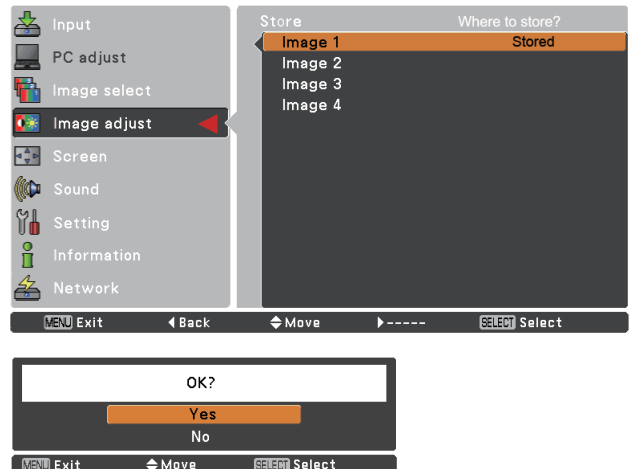 Input
PC adjust
Image select
Image adjust
Screen
Sound
Setting
Information
Network
Store Where to store?
Image 1 Stored
Image 2
Image 3
Image 4
MENU Exit Back Move ----- SELECT Select
OK?
Yes
No
MENU Exit Move SELECT Select